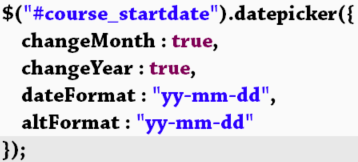 $("#course_startdate").datepicker({
changeMonth : true,
changeYear : true,
dateFormat : "yy-mm-dd",
altFormat : "yy-mm-dd"
});